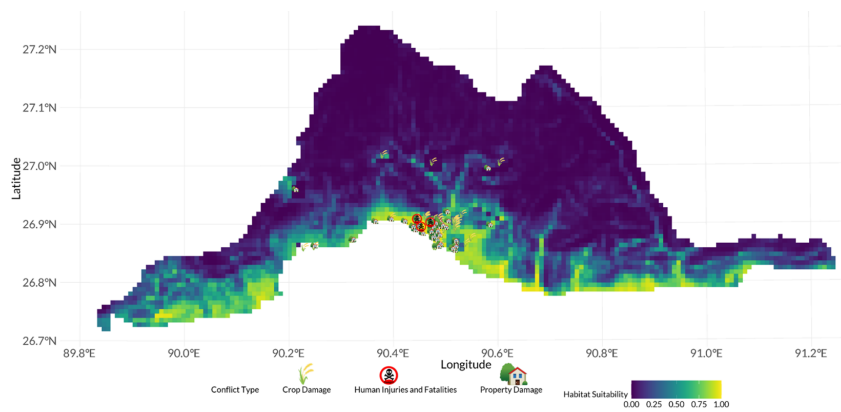 27.2°N
27.1°N
27.0°N
26.9°N
26.8°N
26.7°N
Latitude
89.8°E 90.0°E 90.2°E 90.4°E 90.6°E 90.8°E 91.0°E 91.2°E
Longitude
Conflict Type Crop Damage Human Injuries and Fatalities Property Damage Habitat Suitability
0.00 0.25 0.50 0.75 1.00